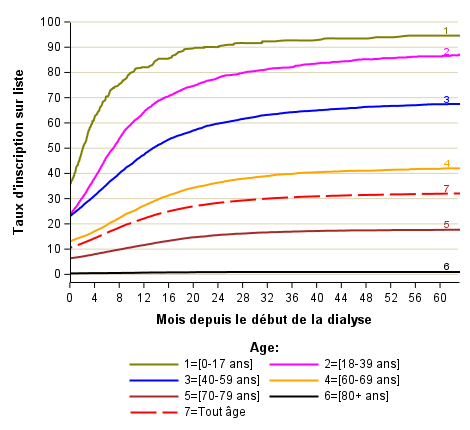 Taux d'inscription sur liste
100
90
80
70
60
50
40
30
20
10
0
1
2
3
4
7
5
6
0 4 8 12 16 20 24 28 32 36 40 44 48 52 56 60
Mois depuis le début de la dialyse
Age:
1=[0-17 ans] 2=[18-39 ans]
3=[40-59 ans] 4=[60-69 ans]
5=[70-79 ans] 6=[80+ ans]
7=Tout âge